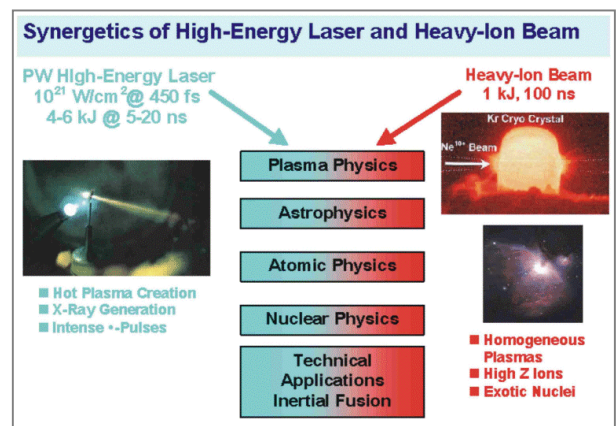 Synergetics of High-Energy Laser and Heavy-Ion Beam
PW HIgh-Energy Laser
10²¹ W/cm²@ 450 fs
4-6 kJ @ 5-20 ns
Heavy-Ion Beam
1 kJ, 100 ns
Kr Cryo Crystal
Ne¹⁰⁺ Beam
Plasma Physics
Astrophysics
Atomic Physics
Nuclear Physics
Technical
Applications
Inertial Fusion
■ Hot Plasma Creation
■ X-Ray Generation
■ Intense •-Pulses
■ Homogeneous
Plasmas
■ High Z Ions
■ Exotic Nuclei